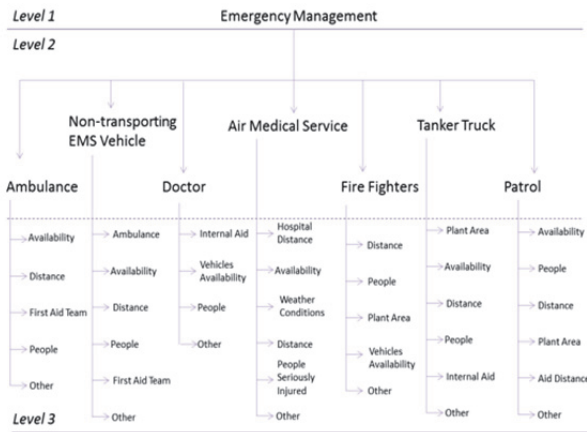 Level 1
Emergency Management
Level 2
Non-transporting
EMS Vehicle
Air Medical Service
Tanker Truck
Ambulance
Doctor
Fire Fighters
Patrol
Availability
Distance
First Aid Team
People
Other
Ambulance
Availability
Distance
People
First Aid Team
Other
Internal Aid
Vehicles
Availability
People
Other
Hospital
Distance
Availability
Weather
Conditions
Distance
People
Seriously
Injured
Other
Distance
People
Plant Area
Vehicles
Availability
Other
Plant Area
Availability
Distance
People
Internal Aid
Other
Availability
People
Distance
Plant Area
Aid Distance
Other
Level 3